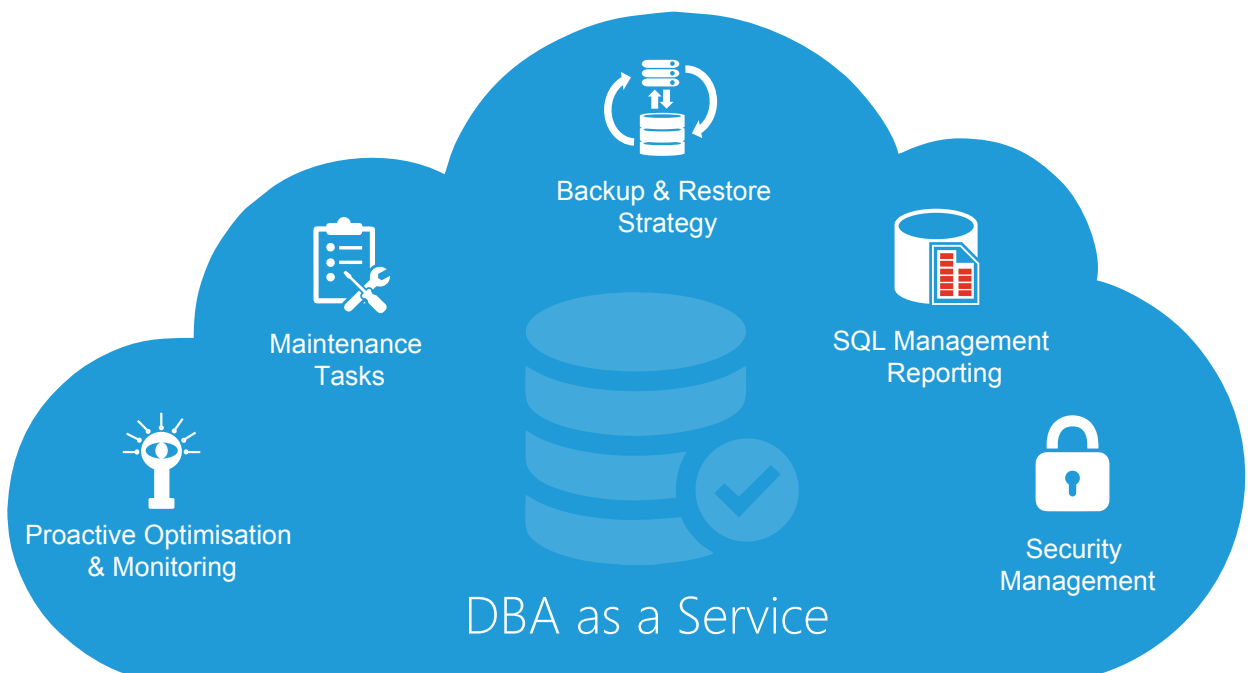 Backup & Restore
Strategy
Maintenance
Tasks
SQL Management
Reporting
Proactive Optimisation
& Monitoring
Security
Management
DBA as a Service